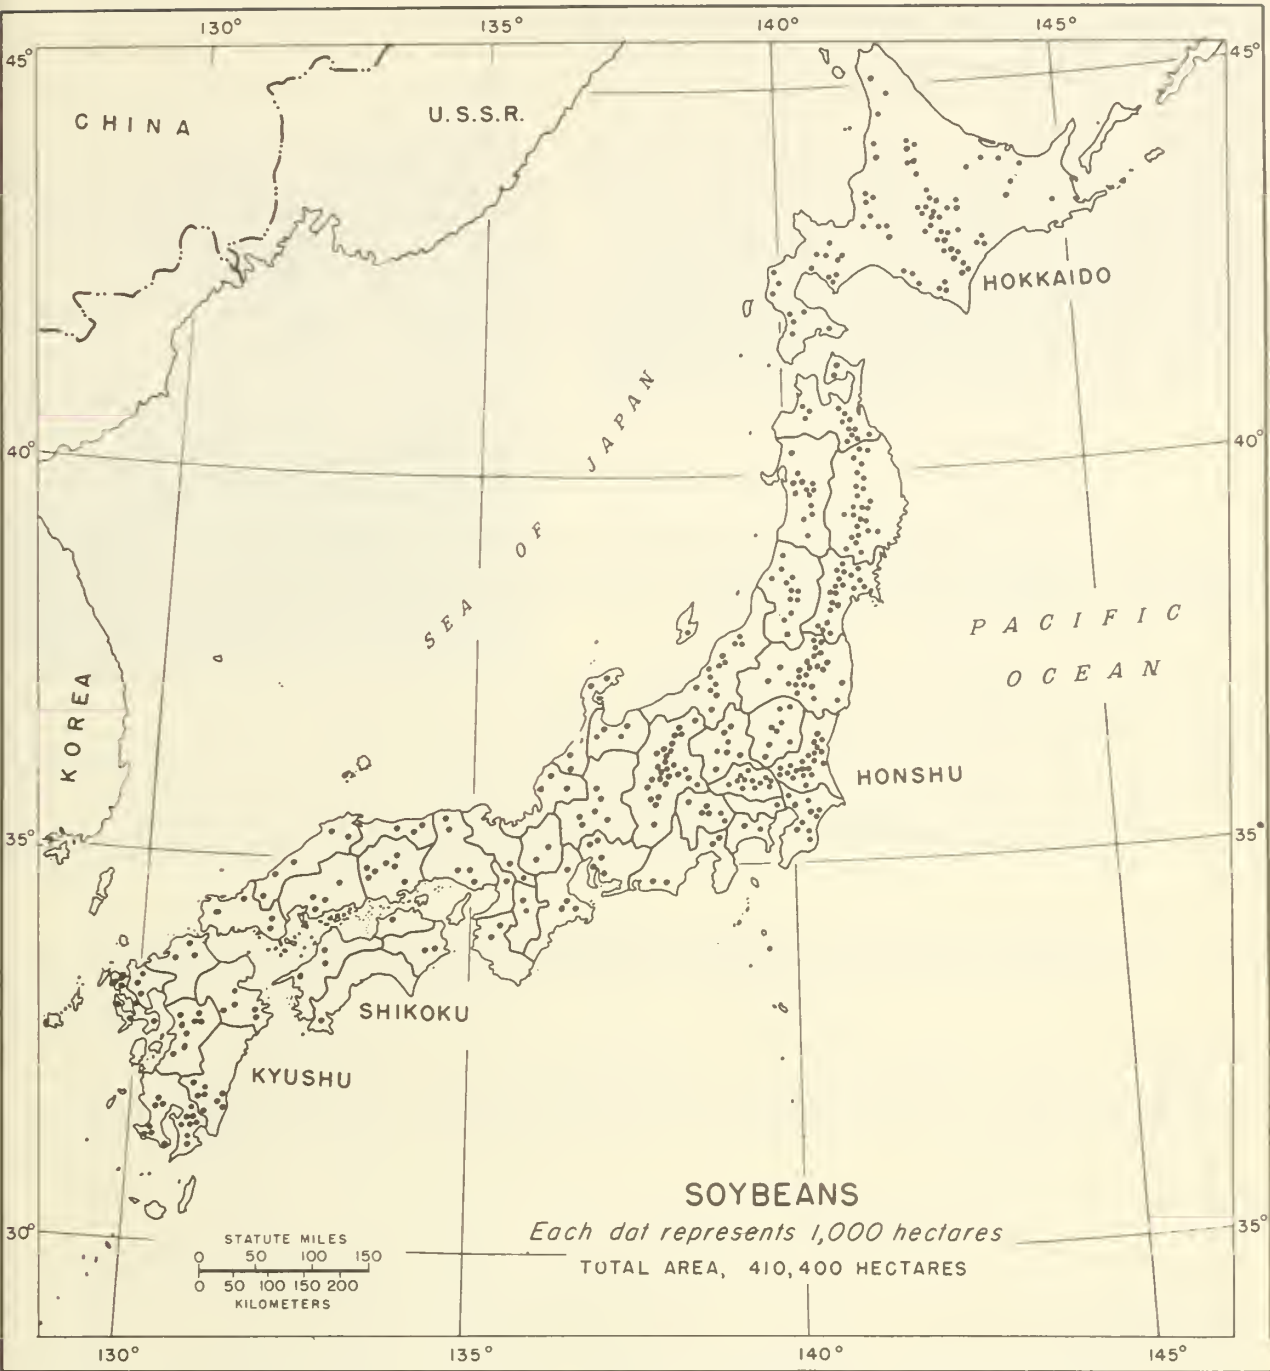 130° 135° 140° 145°
45° 45°
CHINA
U.S.S.R.
HOKKAIDO
SEA OF JAPAN
40° 40°
PACIFIC
OCEAN
KOREA
HONSHU
35° 35°
SHIKOKU
KYUSHU
SOYBEANS
Each dat represents 1,000 hectares
TOTAL AREA, 410,400 HECTARES
30° 35°
STATUTE MILES
0 50 100 150
0 50 100 150 200
KILOMETERS
130° 135° 140° 145°